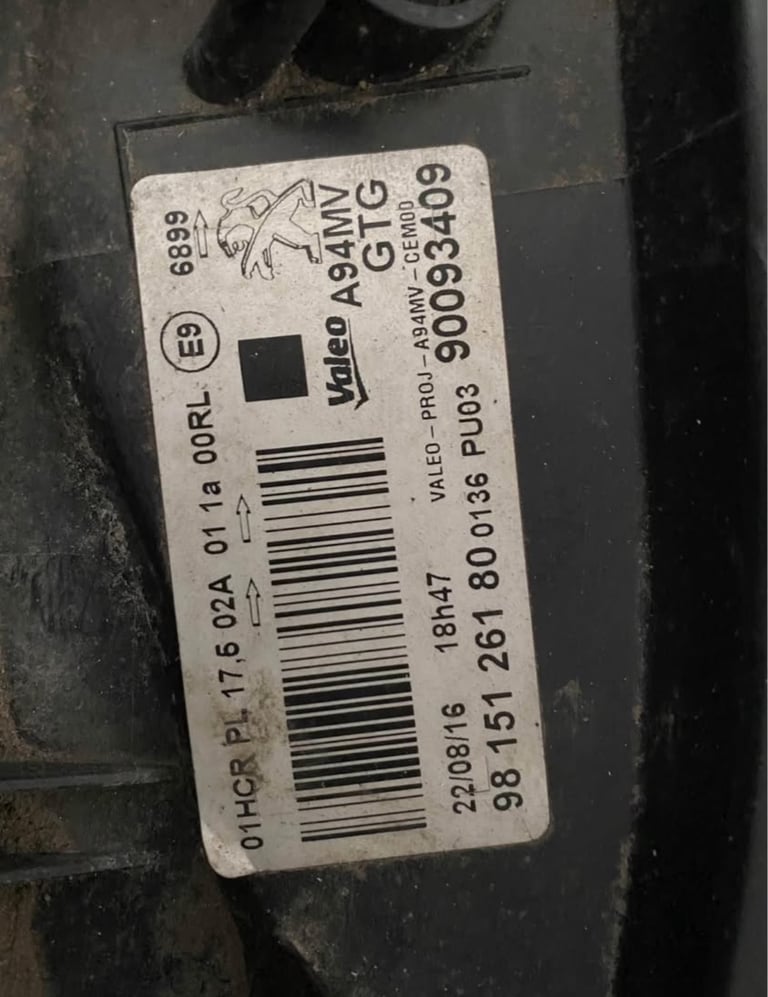 01HCR PL 17,5 02A 01 1a 00RL E9 6899
Valeo A94MV
GTG
VALEO-PROJ-A94MV-CEM00
22/08/16 18h47 PU03 90093409
98 151 261 80 0136